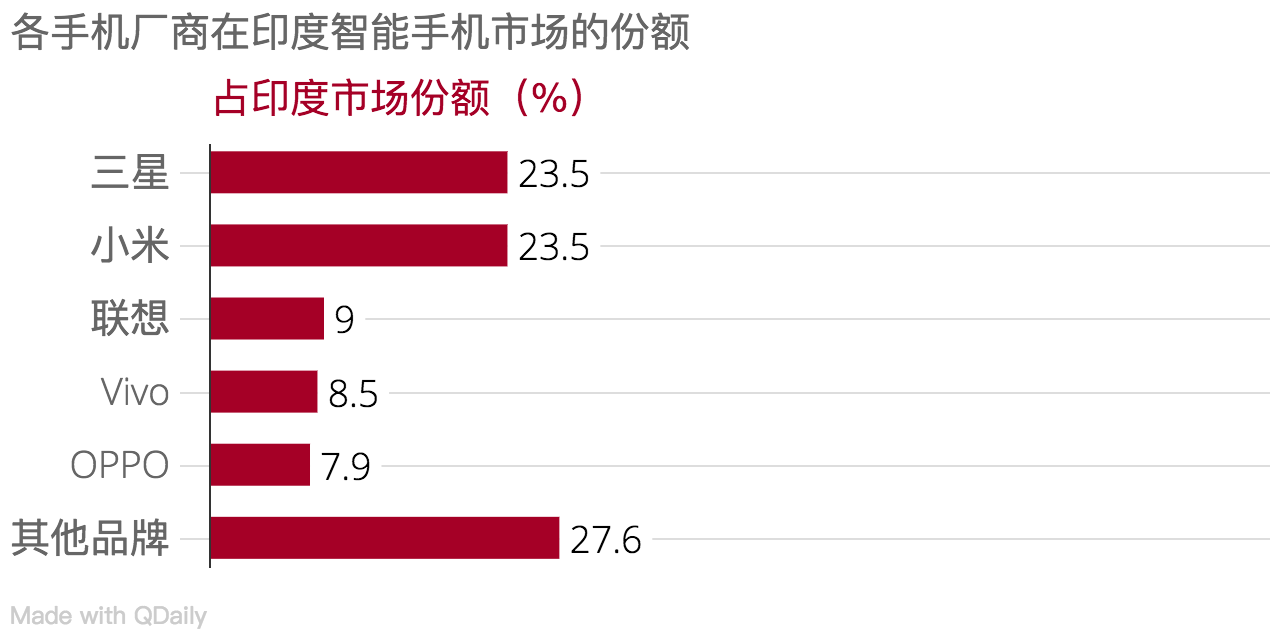 各手机厂商在印度智能手机市场的份额
占印度市场份额（%）
三星 23.5
小米 23.5
联想 9
Vivo 8.5
OPPO 7.9
其他品牌 27.6
Made with QDaily